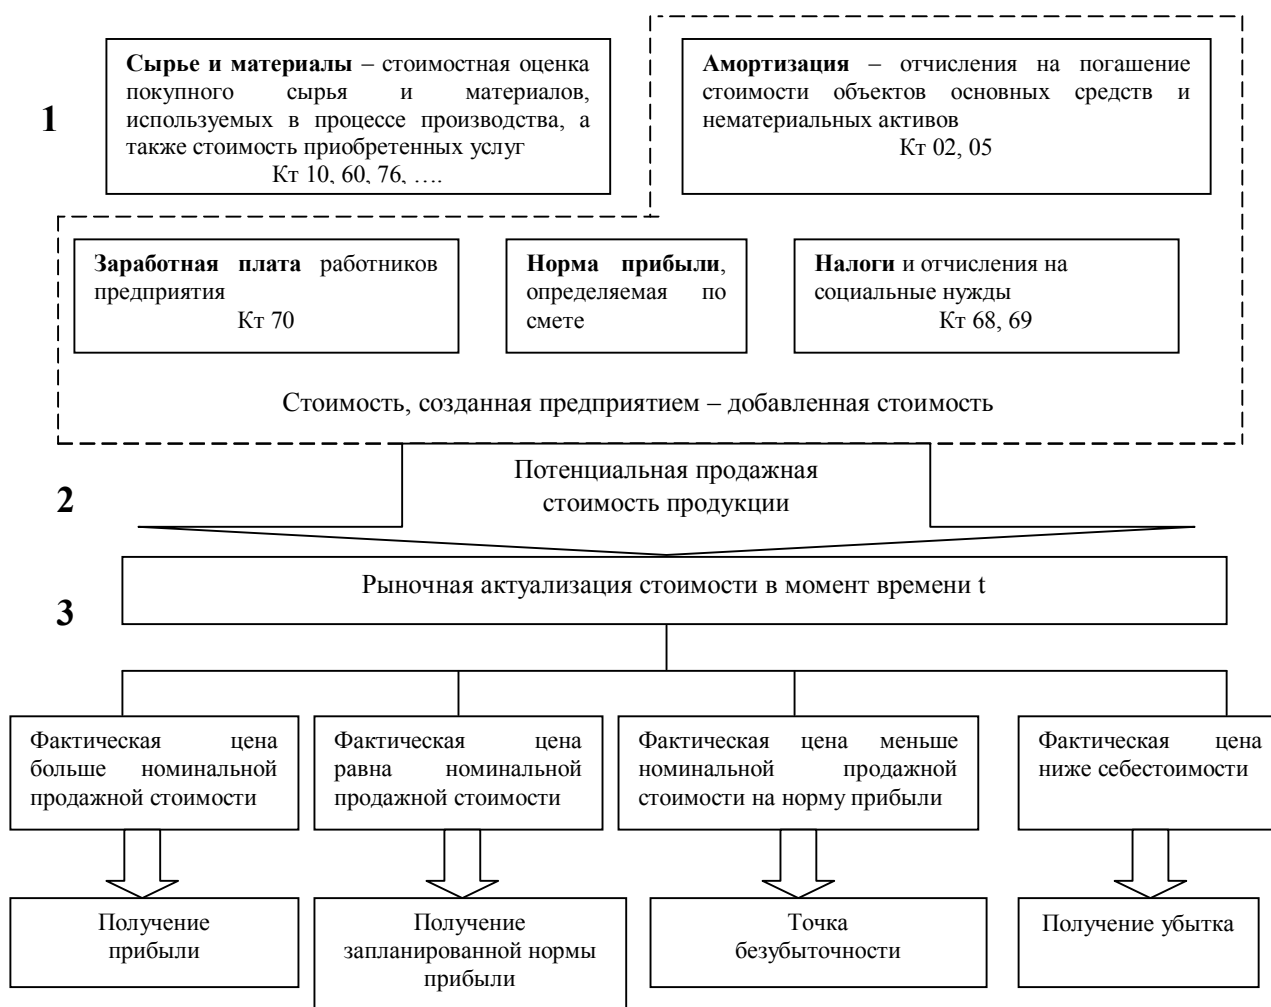 1
Сырье и материалы – стоимостная оценка
покупного сырья и материалов,
используемых в процессе производства, а
также стоимость приобретенных услуг
Кт 10, 60, 76, ….
Амортизация – отчисления на погашение
стоимости объектов основных средств и
нематериальных активов
Кт 02, 05
Заработная плата работников
предприятия
Кт 70
Норма прибыли,
определяемая по
смете
Налоги и отчисления на
социальные нужды
Кт 68, 69
Стоимость, созданная предприятием – добавленная стоимость
2
Потенциальная продажная
стоимость продукции
3
Рыночная актуализация стоимости в момент времени t
Фактическая цена
больше номинальной
продажной стоимости
Фактическая цена
равна номинальной
продажной стоимости
Фактическая цена меньше
номинальной продажной
стоимости на норму прибыли
Фактическая цена
ниже себестоимости
Получение
прибыли
Получение
запланированной нормы
прибыли
Точка
безубыточности
Получение убытка